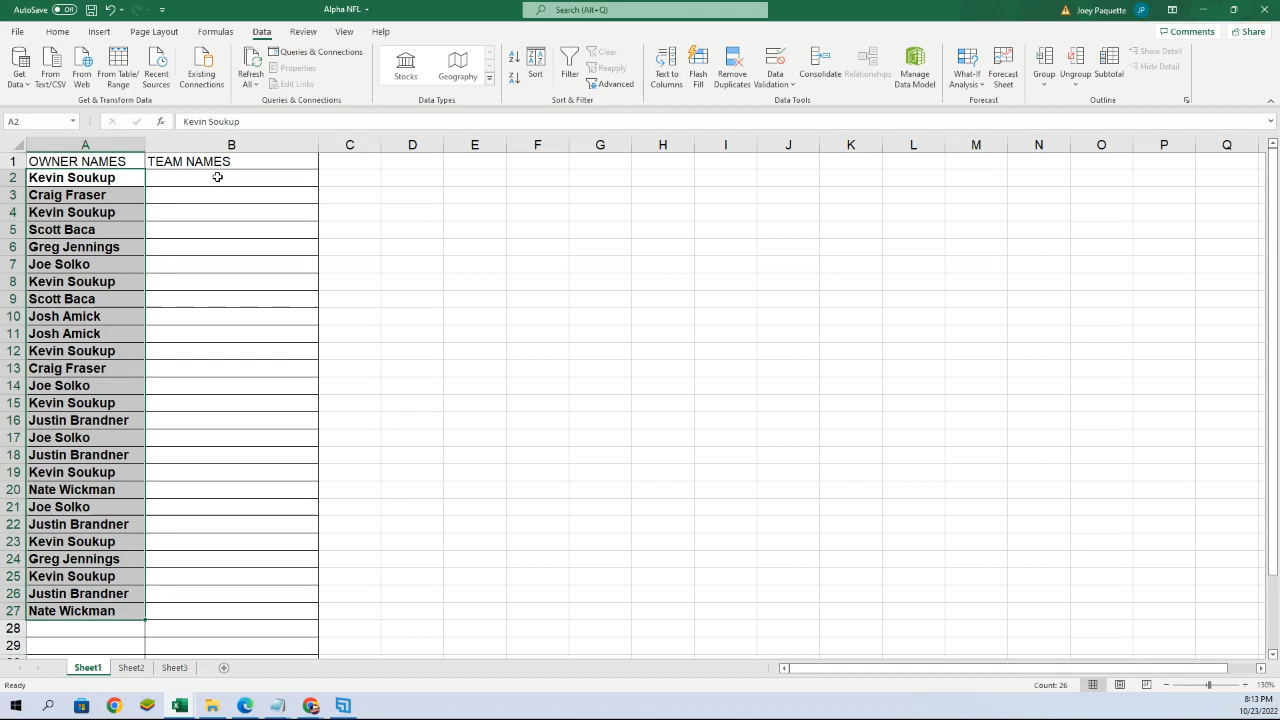 AutoSave Off Alpha NFL Search (Alt+Q) Joey Paquette JP
File Home Insert Page Layout Formulas Data Review View Help Comments Share
Get Data From Text/CSV From Web From Table/Range Recent Sources Existing Connections
Get & Transform Data
Refresh All Queries & Connections Properties Edit Links
Queries & Connections
Stocks Geography
Data Types
Sort Filter Clear Reapply Advanced
Sort & Filter
Text to Columns Flash Fill Remove Duplicates Data Validation Consolidate Relationships Manage Data Model
Data Tools
What-If Analysis Forecast Sheet
Forecast
Group Ungroup Subtotal Show Detail Hide Detail
Outline
A2 fx Kevin Soukup
A B C D E F G H I J K L M N O P Q
1 OWNER NAMES TEAM NAMES
2 Kevin Soukup
3 Craig Fraser
4 Kevin Soukup
5 Scott Baca
6 Greg Jennings
7 Joe Solko
8 Kevin Soukup
9 Scott Baca
10 Josh Amick
11 Josh Amick
12 Kevin Soukup
13 Craig Fraser
14 Joe Solko
15 Kevin Soukup
16 Justin Brandner
17 Joe Solko
18 Justin Brandner
19 Kevin Soukup
20 Nate Wickman
21 Joe Solko
22 Justin Brandner
23 Kevin Soukup
24 Greg Jennings
25 Kevin Soukup
26 Justin Brandner
27 Nate Wickman
28
29
Sheet1 Sheet2 Sheet3
Ready Count: 26 130%
8:13 PM
10/23/2022